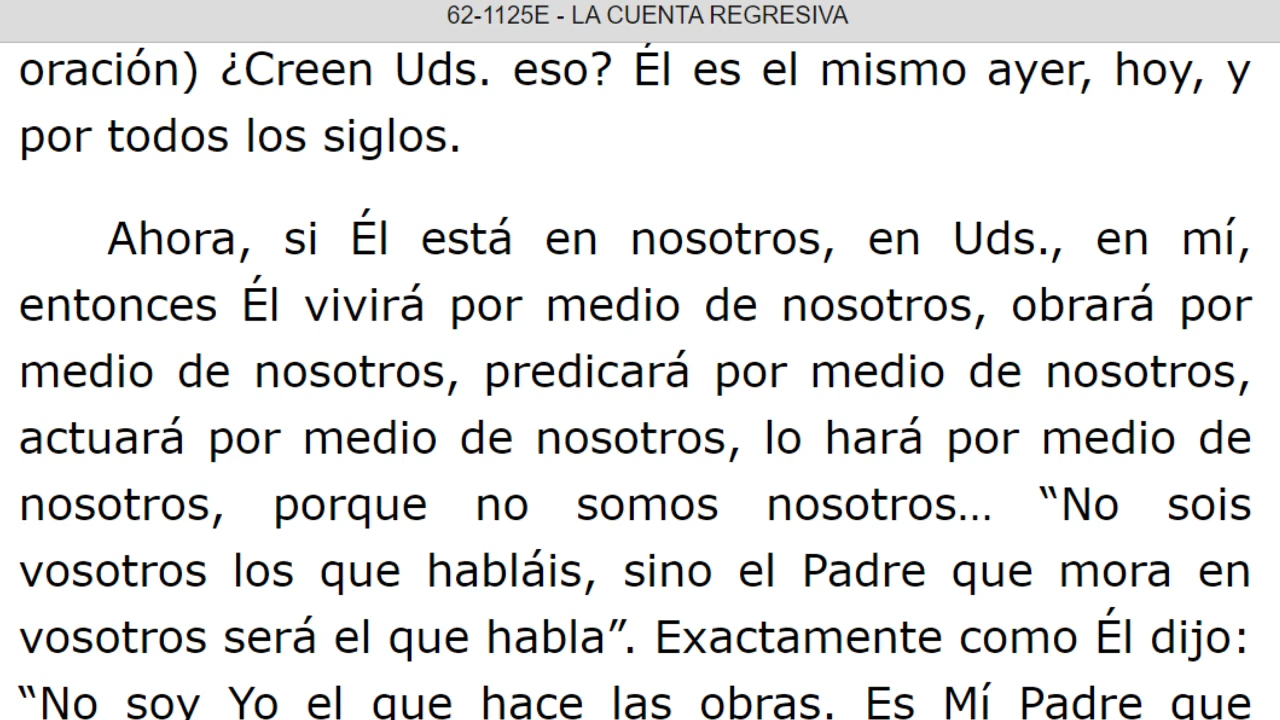 62-1125E - LA CUENTA REGRESIVA
oración) ¿Creen Uds. eso? Él es el mismo ayer, hoy, y
por todos los siglos.
Ahora, si Él está en nosotros, en Uds., en mí,
entonces Él vivirá por medio de nosotros, obrará por
medio de nosotros, predicará por medio de nosotros,
actuará por medio de nosotros, lo hará por medio de
nosotros, porque no somos nosotros… “No sois
vosotros los que habláis, sino el Padre que mora en
vosotros será el que habla”. Exactamente como Él dijo:
“No soy Yo el que hace las obras. Es Mí Padre que